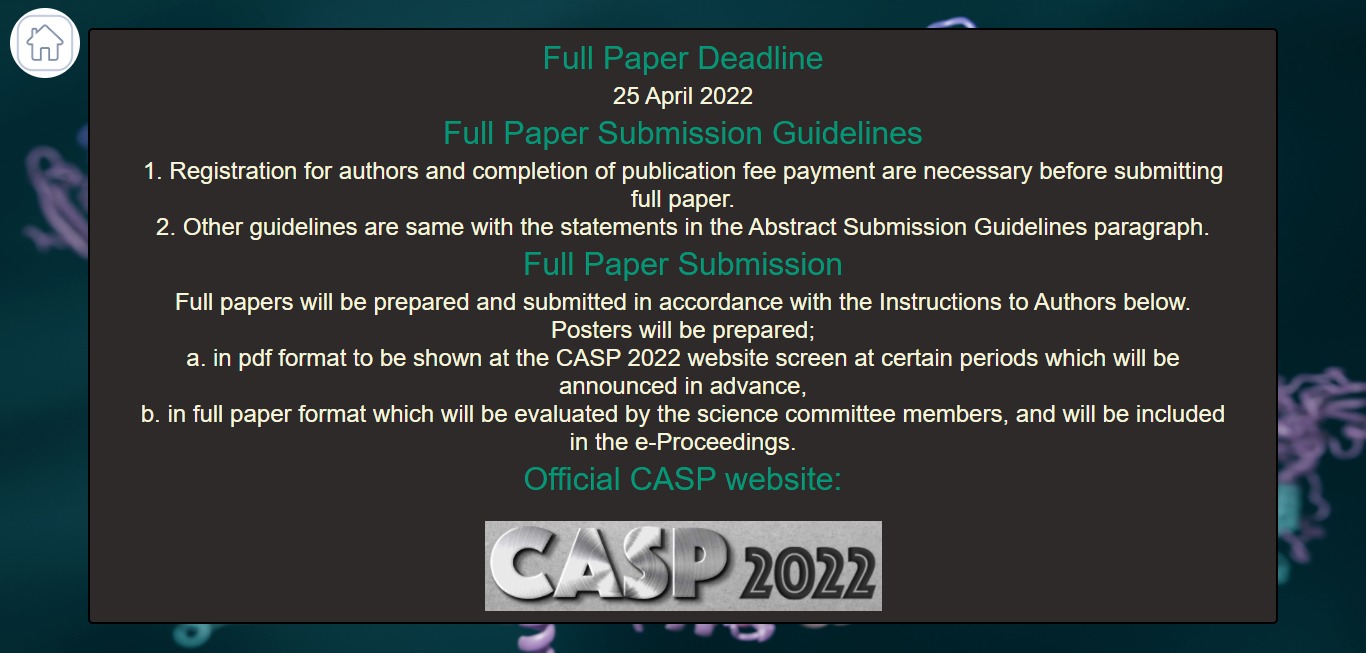 Full Paper Deadline
25 April 2022
Full Paper Submission Guidelines
1. Registration for authors and completion of publication fee payment are necessary before submitting
full paper.
2. Other guidelines are same with the statements in the Abstract Submission Guidelines paragraph.
Full Paper Submission
Full papers will be prepared and submitted in accordance with the Instructions to Authors below.
Posters will be prepared;
a. in pdf format to be shown at the CASP 2022 website screen at certain periods which will be
announced in advance,
b. in full paper format which will be evaluated by the science committee members, and will be included
in the e-Proceedings.
Official CASP website:
CASP 2022